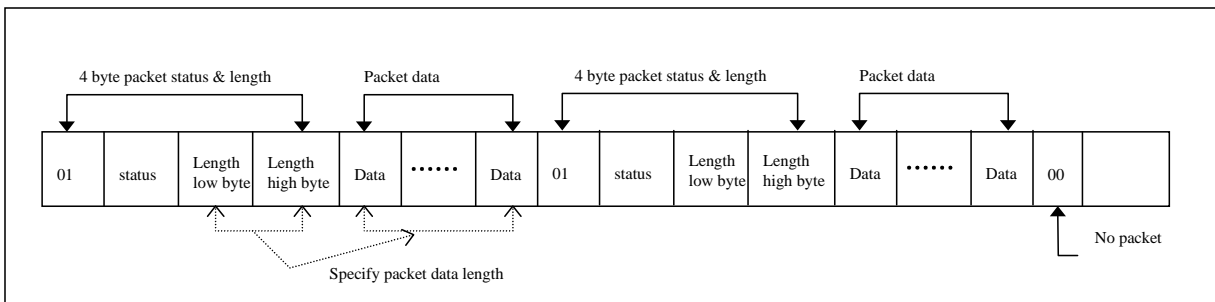 4 byte packet status & length
Packet data
4 byte packet status & length
Packet data
01
status
Length
low byte
Length
high byte
Data
••••••
Data
01
status
Length
low byte
Length
high byte
Data
••••••
Data
00
No packet
Specify packet data length